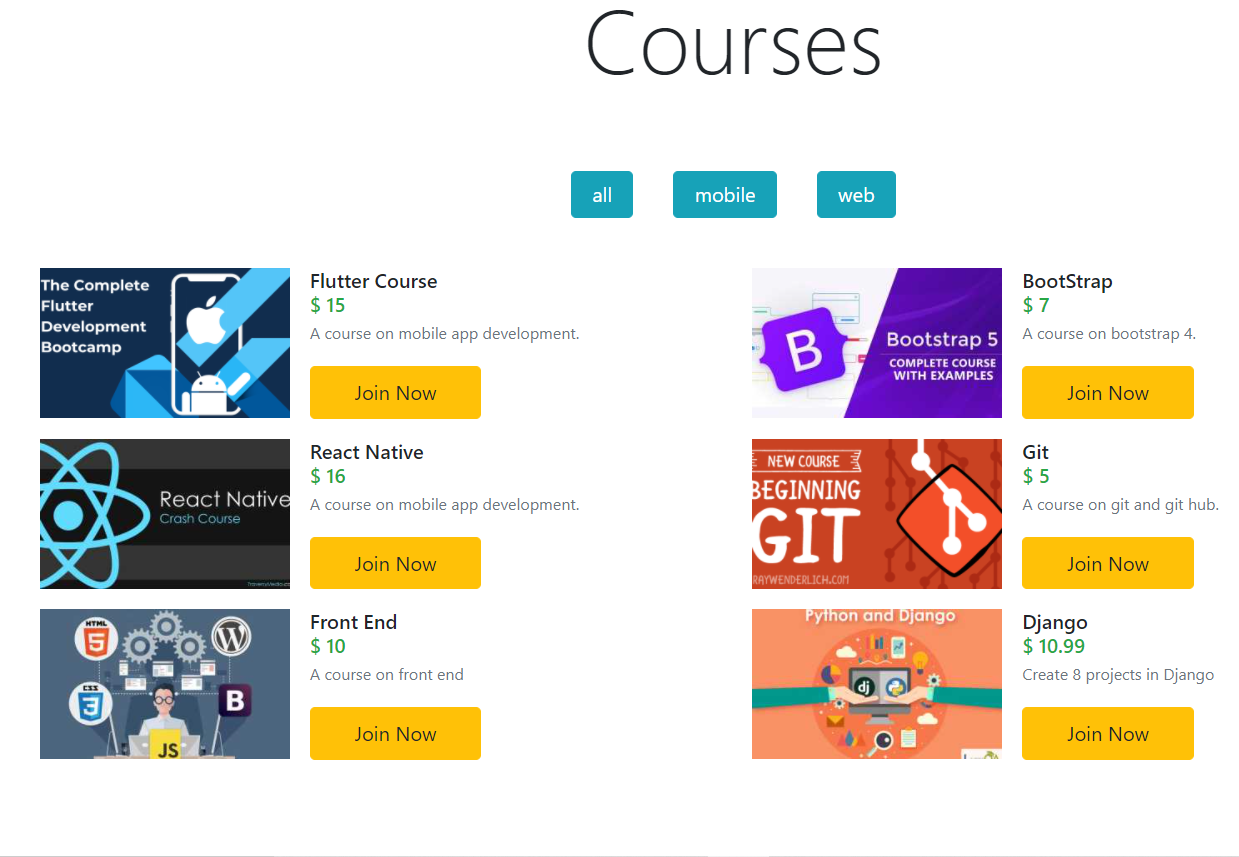 Courses
all
mobile
web
The Complete
Flutter
Development
Bootcamp
Flutter Course
$ 15
A course on mobile app development.
Join Now
B
Bootstrap 5
COMPLETE COURSE
WITH EXAMPLES
BootStrap
$ 7
A course on bootstrap 4.
Join Now
React Native
Crash Course
React Native
$ 16
A course on mobile app development.
Join Now
NEW COURSE
BEGINNING
GIT
RAYWENDERLICH.COM
Git
$ 5
A course on git and git hub.
Join Now
HTML
5
W
CSS
3
B
JS
Front End
$ 10
A course on front end
Join Now
Python and Django
dj
Django
$ 10.99
Create 8 projects in Django
Join Now